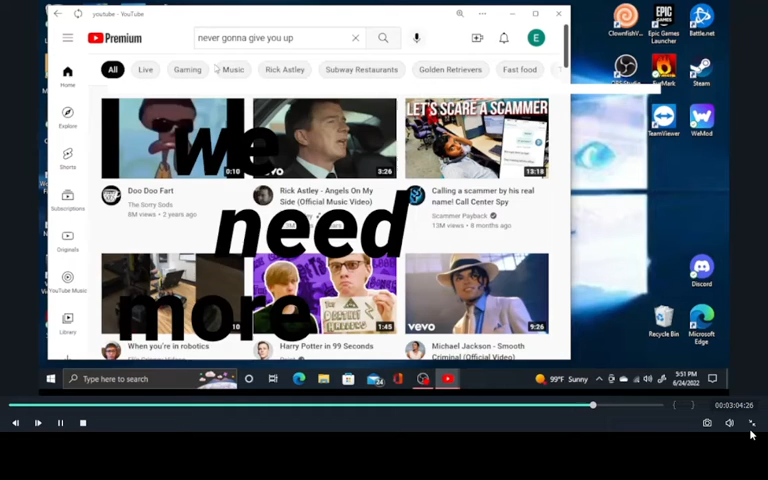 youtube - YouTube
Premium
never gonna give you up
E
All Live Gaming Music Rick Astley Subway Restaurants Golden Retrievers Fast food
Home
Explore
Shorts
Subscriptions
Originals
YouTube Music
Library
we
need
more
0:10
vevo
3:26
LET'S SCARE A SCAMMER
13:18
Doo Doo Fart
The Sorry Sods
8M views • 2 years ago
Rick Astley - Angels On My
Side (Official Music Video)
Calling a scammer by his real
name! Call Center Spy
Scammer Payback
13M views • 8 months ago
1:45
vevo
9:26
When you're in robotics
Harry Potter in 99 Seconds
Michael Jackson - Smooth
Criminal (Official Video)
Epic Games
Launcher
Battle.net
FurMark
Steam
TeamViewer
WeMod
Discord
Recycle Bin
Microsoft
Edge
Type here to search
99°F Sunny
9:51 PM
6/24/2022
00:03:04:26